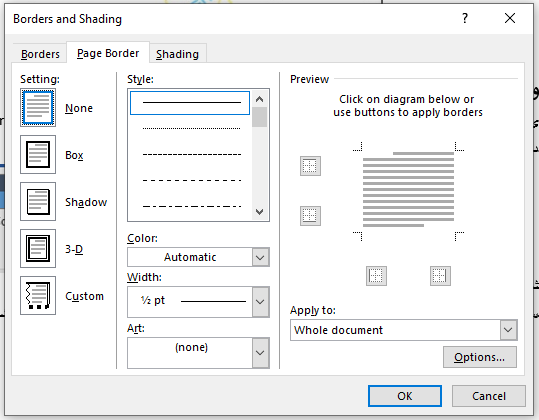 Borders and Shading
Borders
Page Border
Shading
Setting:
None
Box
Shadow
3-D
Custom
Style:
Color:
Automatic
Width:
½ pt
Art:
(none)
Preview
Click on diagram below or
use buttons to apply borders
Apply to:
Whole document
Options...
OK
Cancel